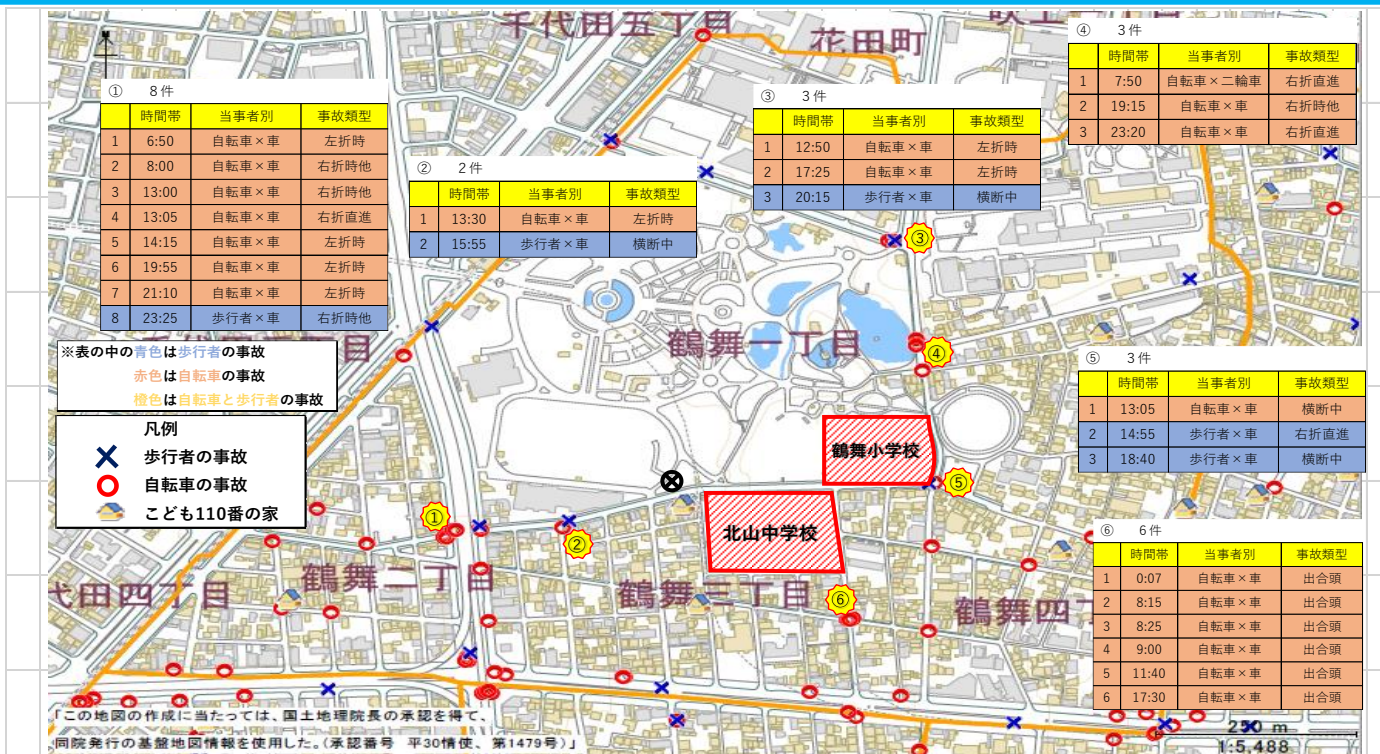 千代田五丁目
花田町
① 8件
時間帯 当事者別 事故類型
1 6:50 自転車×車 左折時
2 8:00 自転車×車 右折時他
3 13:00 自転車×車 右折時他
4 13:05 自転車×車 右折直進
5 14:15 自転車×車 左折時
6 19:55 自転車×車 左折時
7 21:10 自転車×車 左折時
8 23:25 歩行者×車 右折時他
② 2件
時間帯 当事者別 事故類型
1 13:30 自転車×車 左折時
2 15:55 歩行者×車 横断中
③ 3件
時間帯 当事者別 事故類型
1 12:50 自転車×車 左折時
2 17:25 自転車×車 左折時
3 20:15 歩行者×車 横断中
④ 3件
時間帯 当事者別 事故類型
1 7:50 自転車×二輪車 右折直進
2 19:15 自転車×車 右折時他
3 23:20 自転車×車 右折直進
③
鶴舞一丁目
④
※表の中の青色は歩行者の事故
赤色は自転車の事故
橙色は自転車と歩行者の事故
凡例
歩行者の事故
自転車の事故
こども110番の家
⑤ 3件
時間帯 当事者別 事故類型
1 13:05 自転車×車 横断中
2 14:55 歩行者×車 右折直進
3 18:40 歩行者×車 横断中
鶴舞小学校
⑤
①
②
北山中学校
鶴舞二丁目
代田四丁目
鶴舞三丁目
⑥
鶴舞四丁
⑥ 6件
時間帯 当事者別 事故類型
1 0:07 自転車×車 出合頭
2 8:15 自転車×車 出合頭
3 8:25 自転車×車 出合頭
4 9:00 自転車×車 出合頭
5 11:40 自転車×車 出合頭
6 17:30 自転車×車 出合頭
「この地図の作成に当たっては、国土地理院長の承認を得て、
同院発行の基盤地図情報を使用した。(承認番号 平30情使、 第1479号)」
250 m
1:5,488